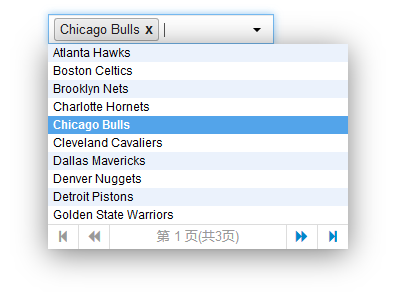 Chicago Bulls x
Atlanta Hawks
Boston Celtics
Brooklyn Nets
Charlotte Hornets
Chicago Bulls
Cleveland Cavaliers
Dallas Mavericks
Denver Nuggets
Detroit Pistons
Golden State Warriors
第 1 页(共3页)